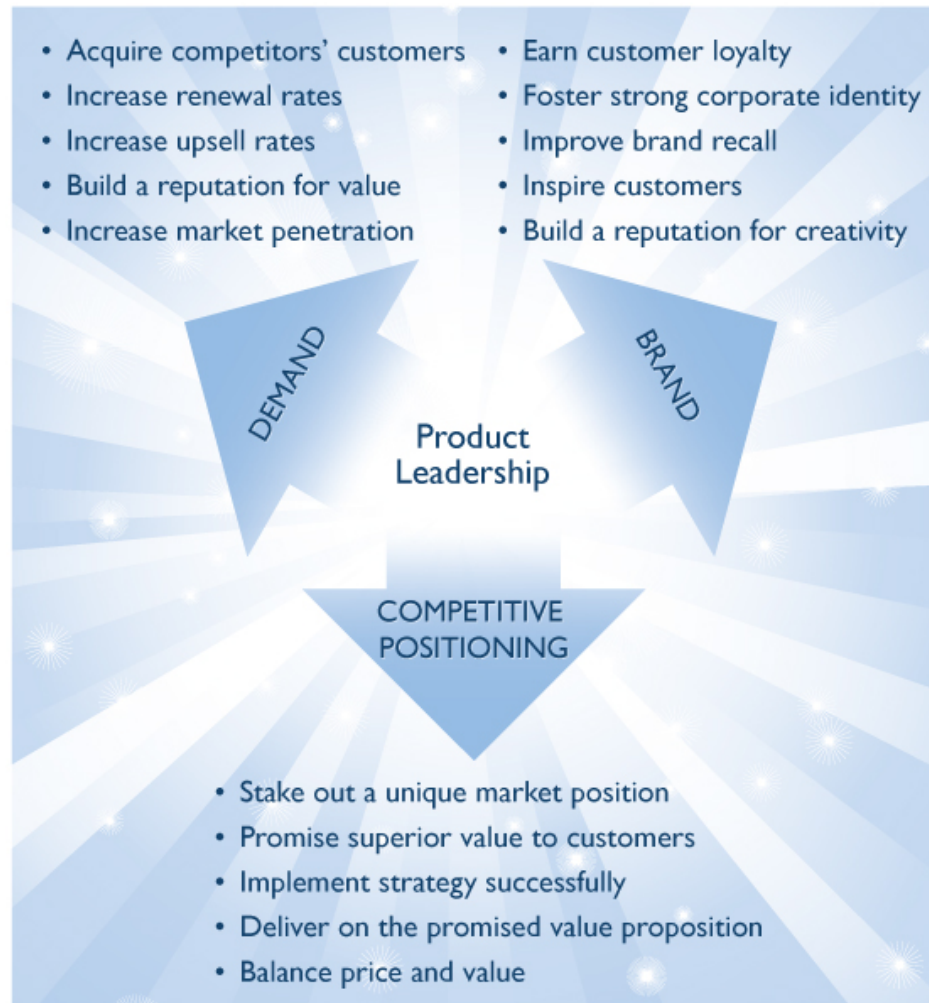 • Acquire competitors’ customers
• Increase renewal rates
• Increase upsell rates
• Build a reputation for value
• Increase market penetration
• Earn customer loyalty
• Foster strong corporate identity
• Improve brand recall
• Inspire customers
• Build a reputation for creativity
DEMAND
BRAND
Product
Leadership
COMPETITIVE
POSITIONING
• Stake out a unique market position
• Promise superior value to customers
• Implement strategy successfully
• Deliver on the promised value proposition
• Balance price and value